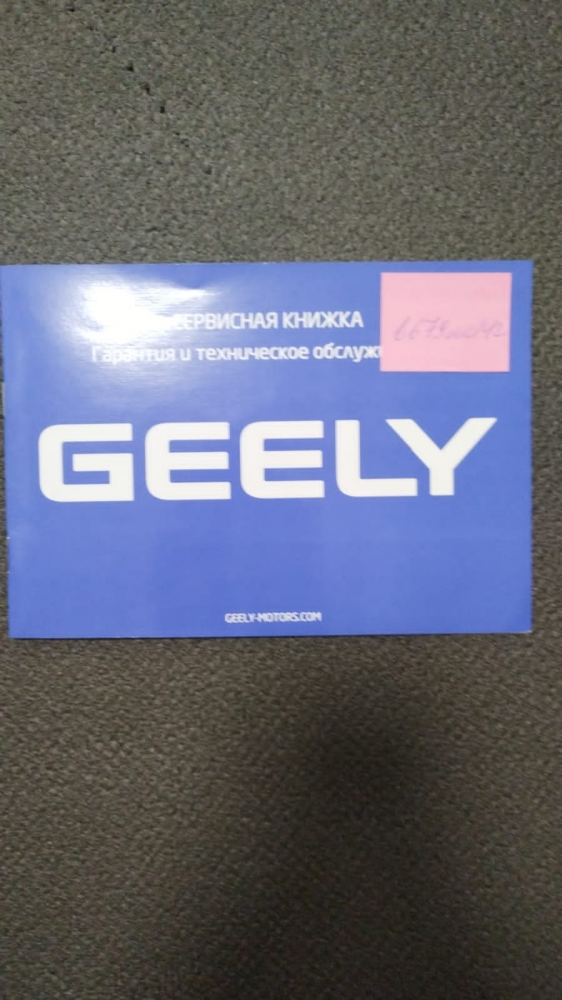 СЕРВИСНАЯ КНИЖКА
Гарантия и техническое
GEELY
GEELY-MOTORS.COM